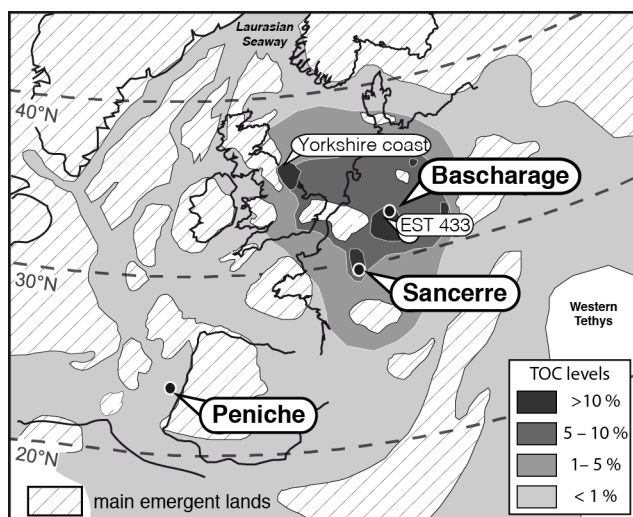 Laurasian
Seaway
40°N
Yorkshire coast
Bascharage
EST 433
30°N
Sancerre
Western
Tethys
Peniche
20°N
TOC levels
>10 %
5 – 10 %
1– 5 %
< 1 %
main emergent lands